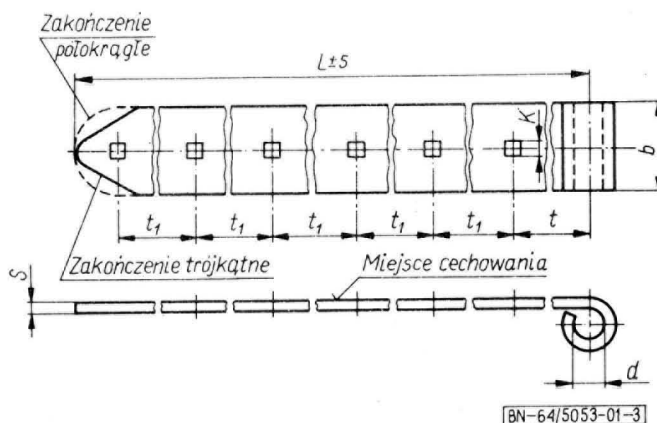 Zakończenie
półokrągłe
L±5
K
b
t₁ t₁ t₁ t₁ t₁ t
Zakończenie trójkątne
Miejsce cechowania
S
d
BN-64/5053-01-3